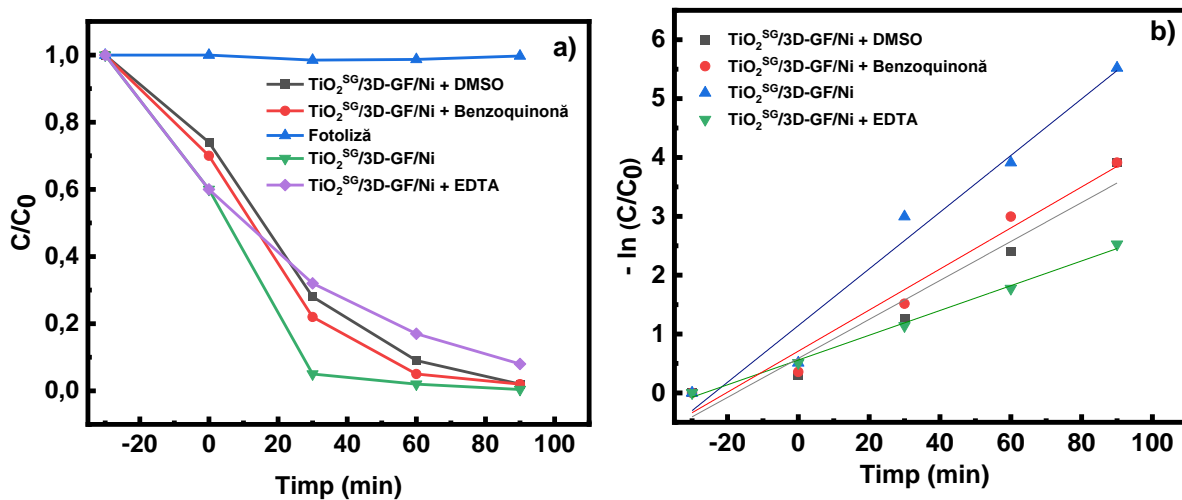 a)
C/C0
1,0
0,8
0,6
0,4
0,2
0,0
TiO2SG/3D-GF/Ni + DMSO
TiO2SG/3D-GF/Ni + Benzoquinonă
Fotoliză
TiO2SG/3D-GF/Ni
TiO2SG/3D-GF/Ni + EDTA
-20 0 20 40 60 80 100
Timp (min)
b)
- ln (C/C0)
6
5
4
3
2
1
0
TiO2SG/3D-GF/Ni + DMSO
TiO2SG/3D-GF/Ni + Benzoquinonă
TiO2SG/3D-GF/Ni
TiO2SG/3D-GF/Ni + EDTA
-20 0 20 40 60 80 100
Timp (min)